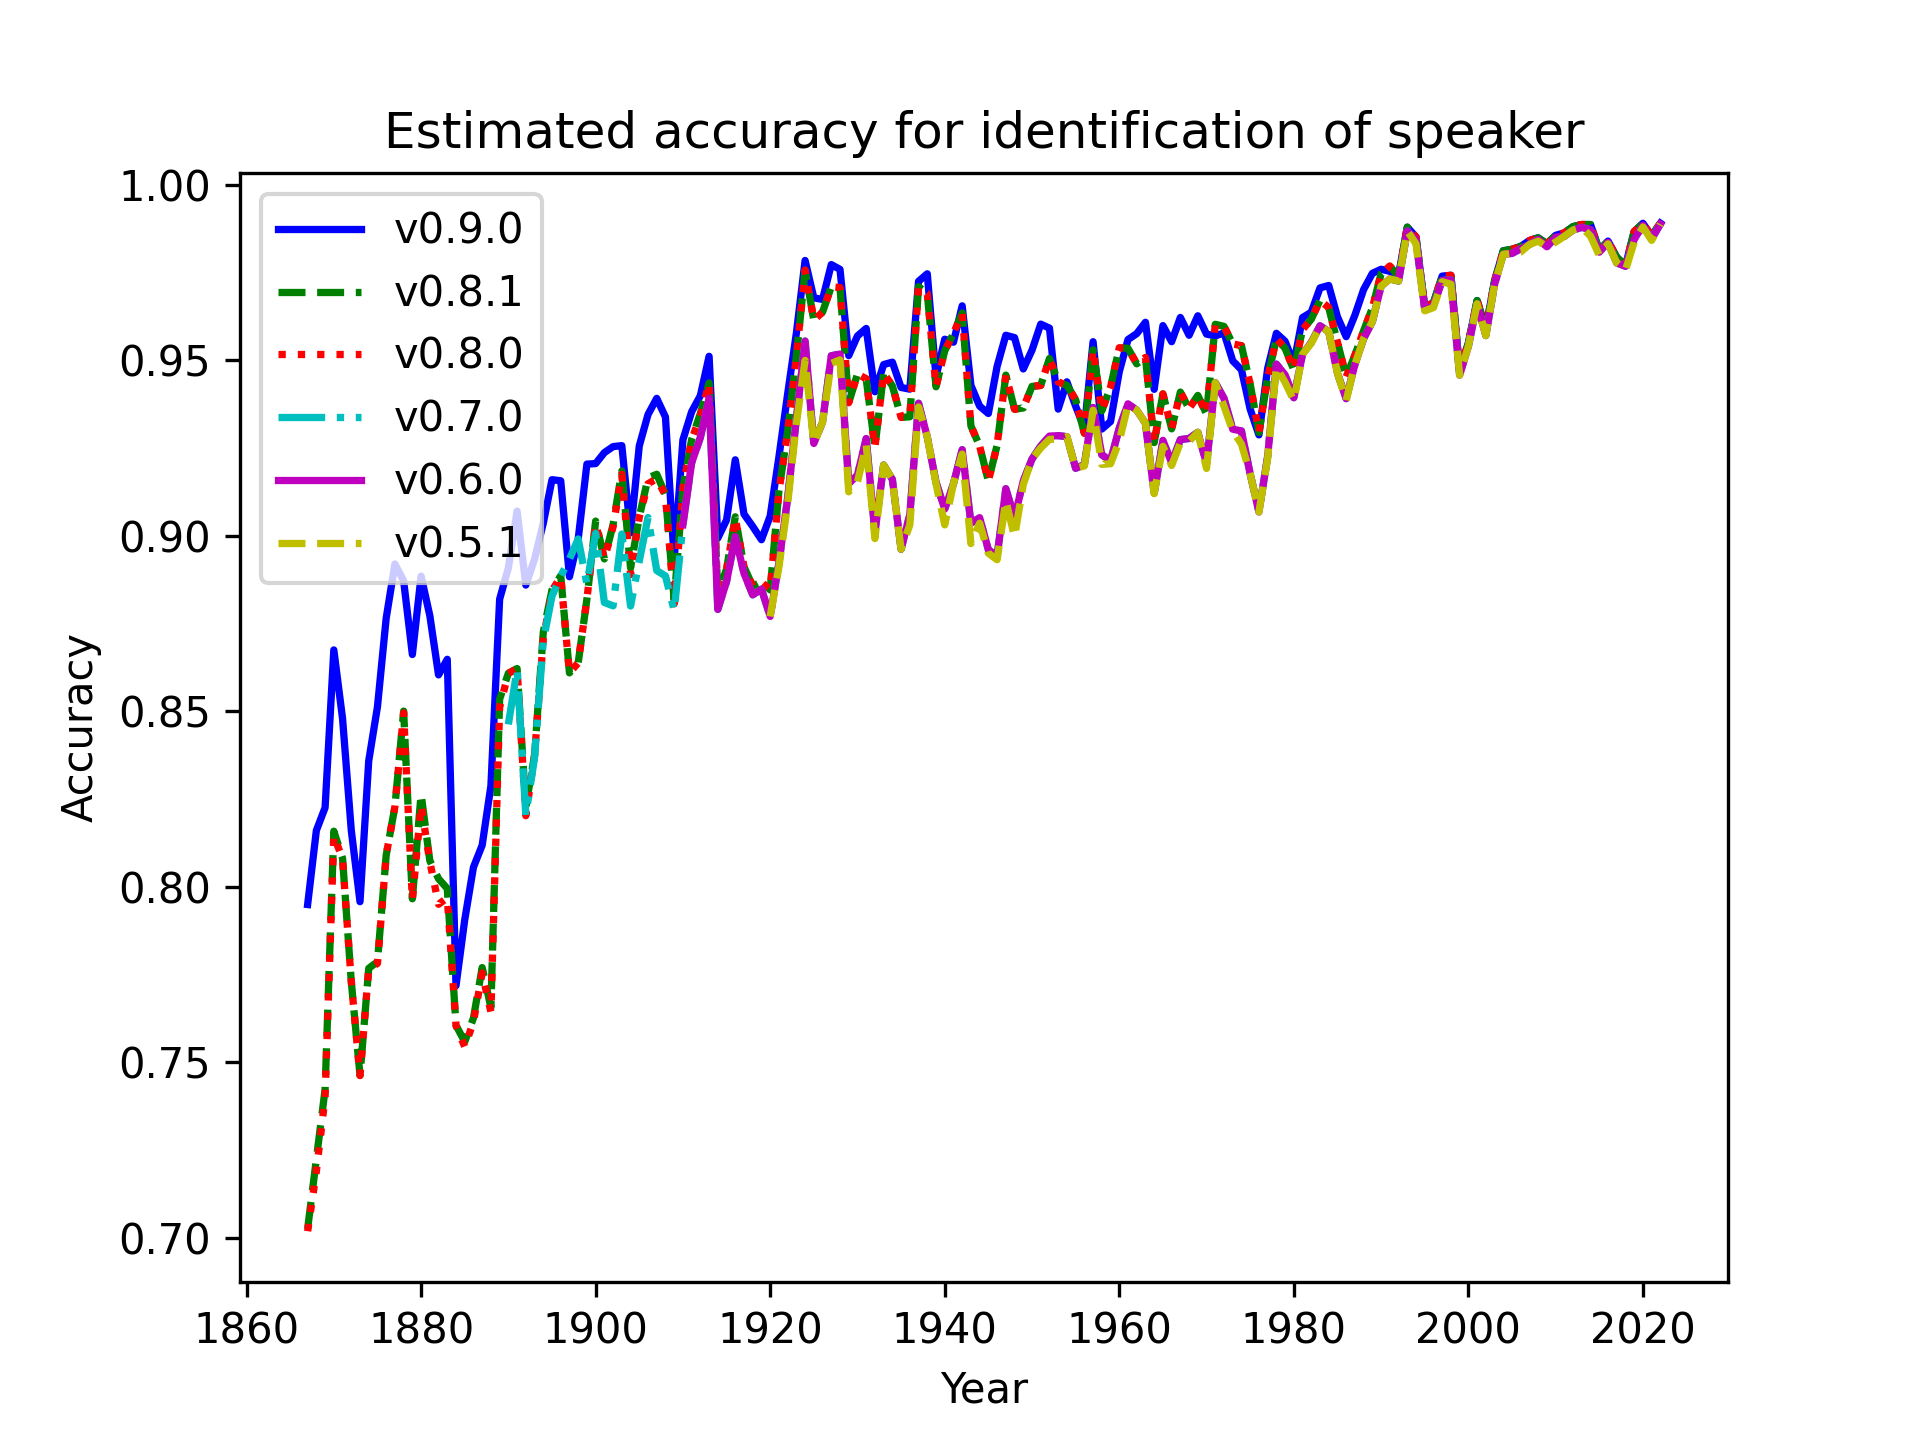 Estimated accuracy for identification of speaker
1.00
0.95
0.90
0.85
0.80
0.75
0.70
Accuracy
v0.9.0
v0.8.1
v0.8.0
v0.7.0
v0.6.0
v0.5.1
1860 1880 1900 1920 1940 1960 1980 2000 2020
Year